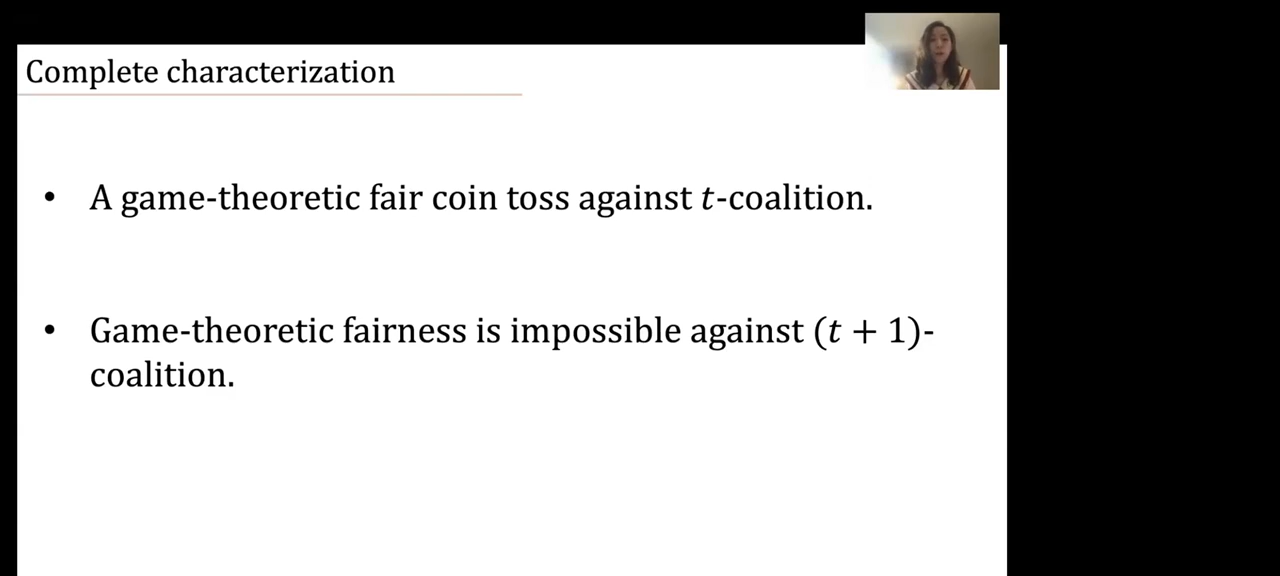 Complete characterization
• A game-theoretic fair coin toss against t-coalition.
• Game-theoretic fairness is impossible against (t + 1)-
coalition.